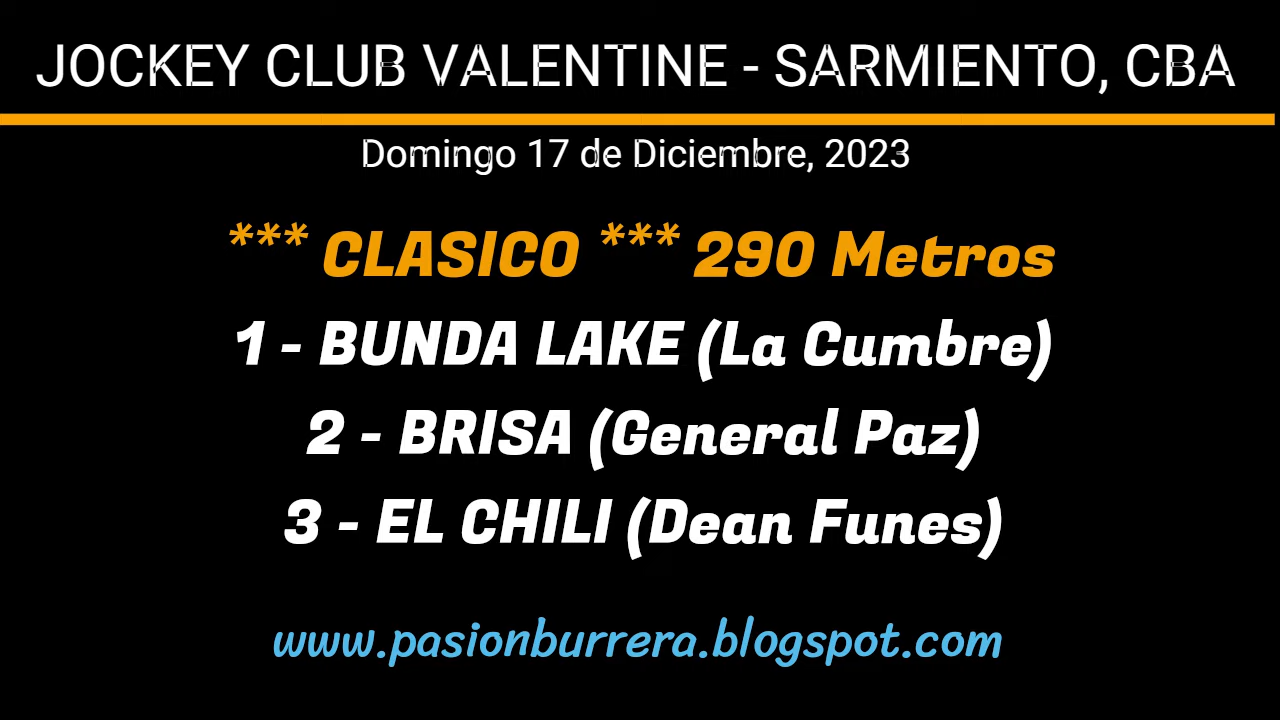 JOCKEY CLUB VALENTINE - SARMIENTO, CBA
Domingo 17 de Diciembre, 2023
*** CLASICO *** 290 Metros
1 - BUNDA LAKE (La Cumbre)
2 - BRISA (General Paz)
3 - EL CHILI (Dean Funes)
www.pasionburrera.blogspot.com